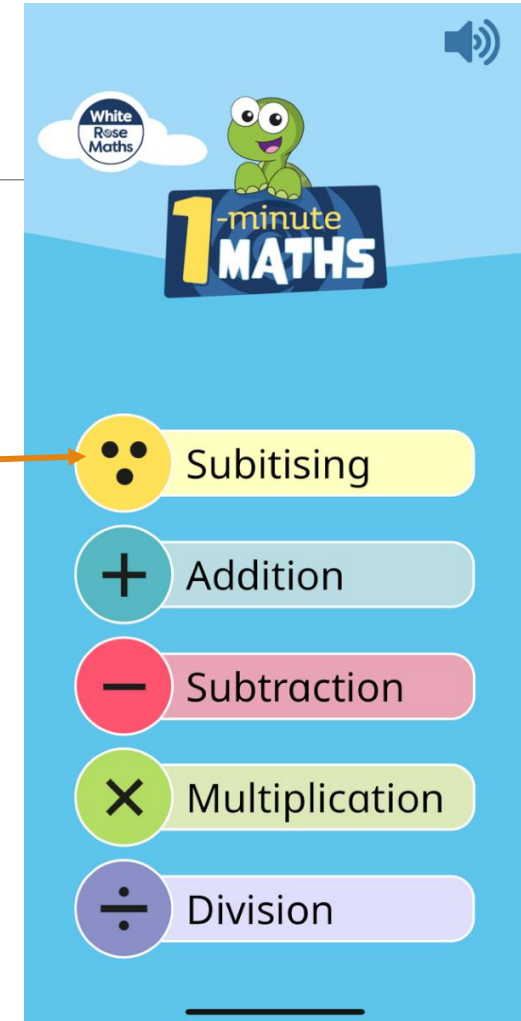 White
Rose
Maths
1-minute
MATHS
Subitising
+ Addition
− Subtraction
× Multiplication
÷ Division